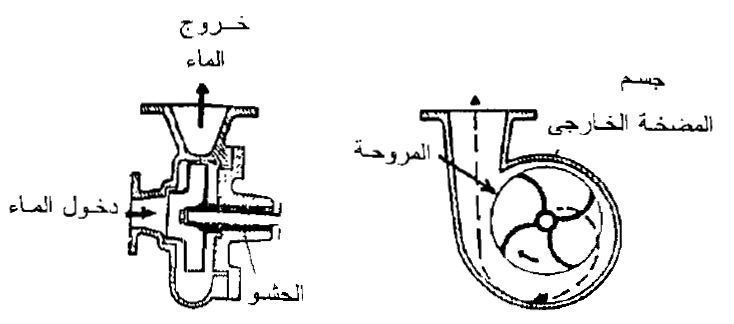 خروج
الماء
دخول الماء
الحشو
جسم
المضخة الخارجي
المروحة